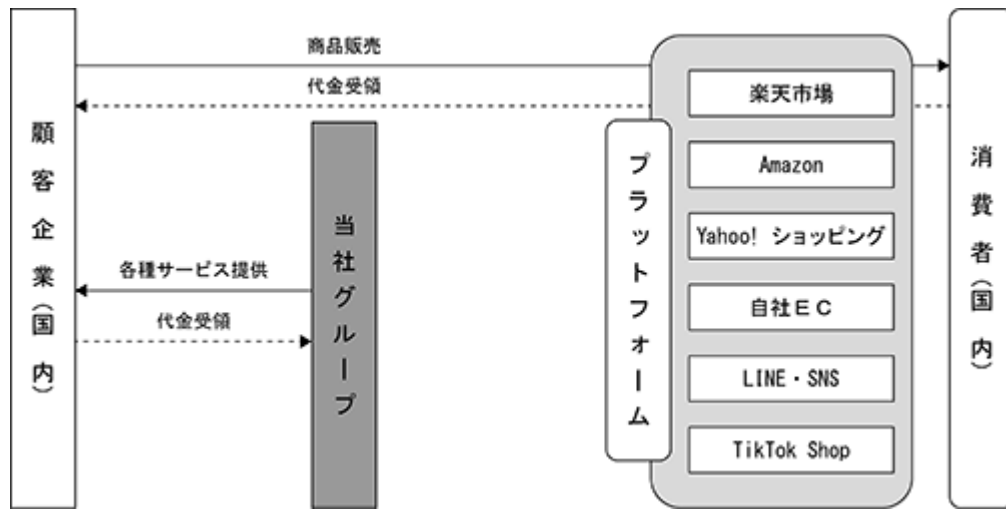 商品販売
代金受領
顧客企業(国内)
各種サービス提供
代金受領
当社グループ
プラットフォーム
楽天市場
Amazon
Yahoo! ショッピング
自社EC
LINE・SNS
TikTok Shop
消費者(国内)